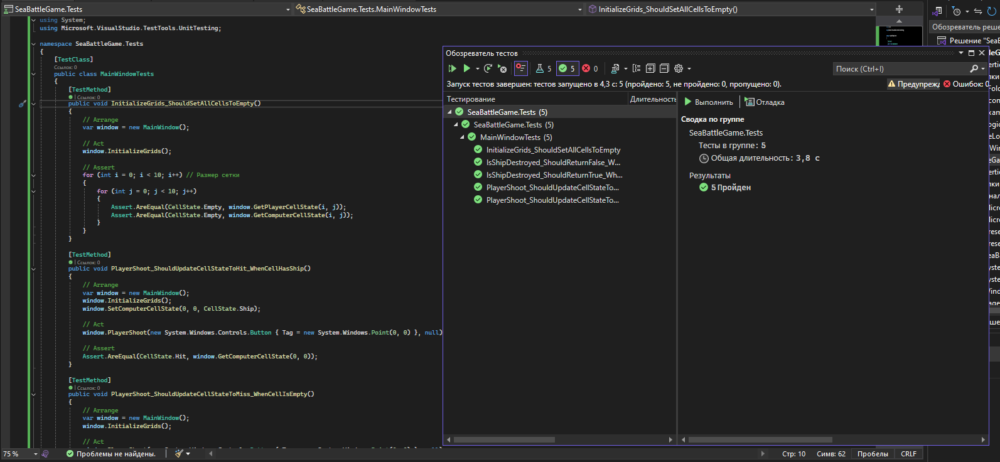 SeaBattleGame.Tests
SeaBattleGame.Tests.MainWindowTests
InitializeGrids_ShouldSetAllCellsToEmpty()
using System;
using Microsoft.VisualStudio.TestTools.UnitTesting;
namespace SeaBattleGame.Tests
{
[TestClass]
Ссылок: 0
public class MainWindowTests
{
[TestMethod]
Ссылок: 0
public void InitializeGrids_ShouldSetAllCellsToEmpty()
{
// Arrange
var window = new MainWindow();
// Act
window.InitializeGrids();
// Assert
for (int i = 0; i < 10; i++) // Размер сетки
{
for (int j = 0; j < 10; j++)
{
Assert.AreEqual(CellState.Empty, window.GetPlayerCellState(i, j));
Assert.AreEqual(CellState.Empty, window.GetComputerCellState(i, j));
}
}
}
[TestMethod]
Ссылок: 0
public void PlayerShoot_ShouldUpdateCellStateToHit_WhenCellHasShip()
{
// Arrange
var window = new MainWindow();
window.InitializeGrids();
window.SetComputerCellState(0, 0, CellState.Ship);
// Act
window.PlayerShoot(new System.Windows.Controls.Button { Tag = new System.Windows.Point(0, 0) }, null)
// Assert
Assert.AreEqual(CellState.Hit, window.GetComputerCellState(0, 0));
}
[TestMethod]
Ссылок: 0
public void PlayerShoot_ShouldUpdateCellStateToMiss_WhenCellIsEmpty()
{
// Arrange
var window = new MainWindow();
window.InitializeGrids();
// Act
75 %
Проблемы не найдены.
Стр: 10
Симв: 62
Пробелы
CRLF
Обозреватель тестов
5
5
0
Поиск (Ctrl+I)
Запуск тестов завершен: тестов запущено в 4,3 с: 5 (пройдено: 5, не пройдено: 0, пропущено: 0).
Предупрежд
Ошибок: 0
Тестирование
Длительность
SeaBattleGame.Tests (5)
SeaBattleGame.Tests (5)
MainWindowTests (5)
InitializeGrids_ShouldSetAllCellsToEmpty
IsShipDestroyed_ShouldReturnFalse_W...
IsShipDestroyed_ShouldReturnTrue_Wh...
PlayerShoot_ShouldUpdateCellStateTo...
PlayerShoot_ShouldUpdateCellStateTo...
Выполнить
Отладка
Сводка по группе
SeaBattleGame.Tests
Тесты в группе: 5
Общая длительность: 3,8 с
Результаты
5 Пройден
Обозреватель реше
Решение "SeaB